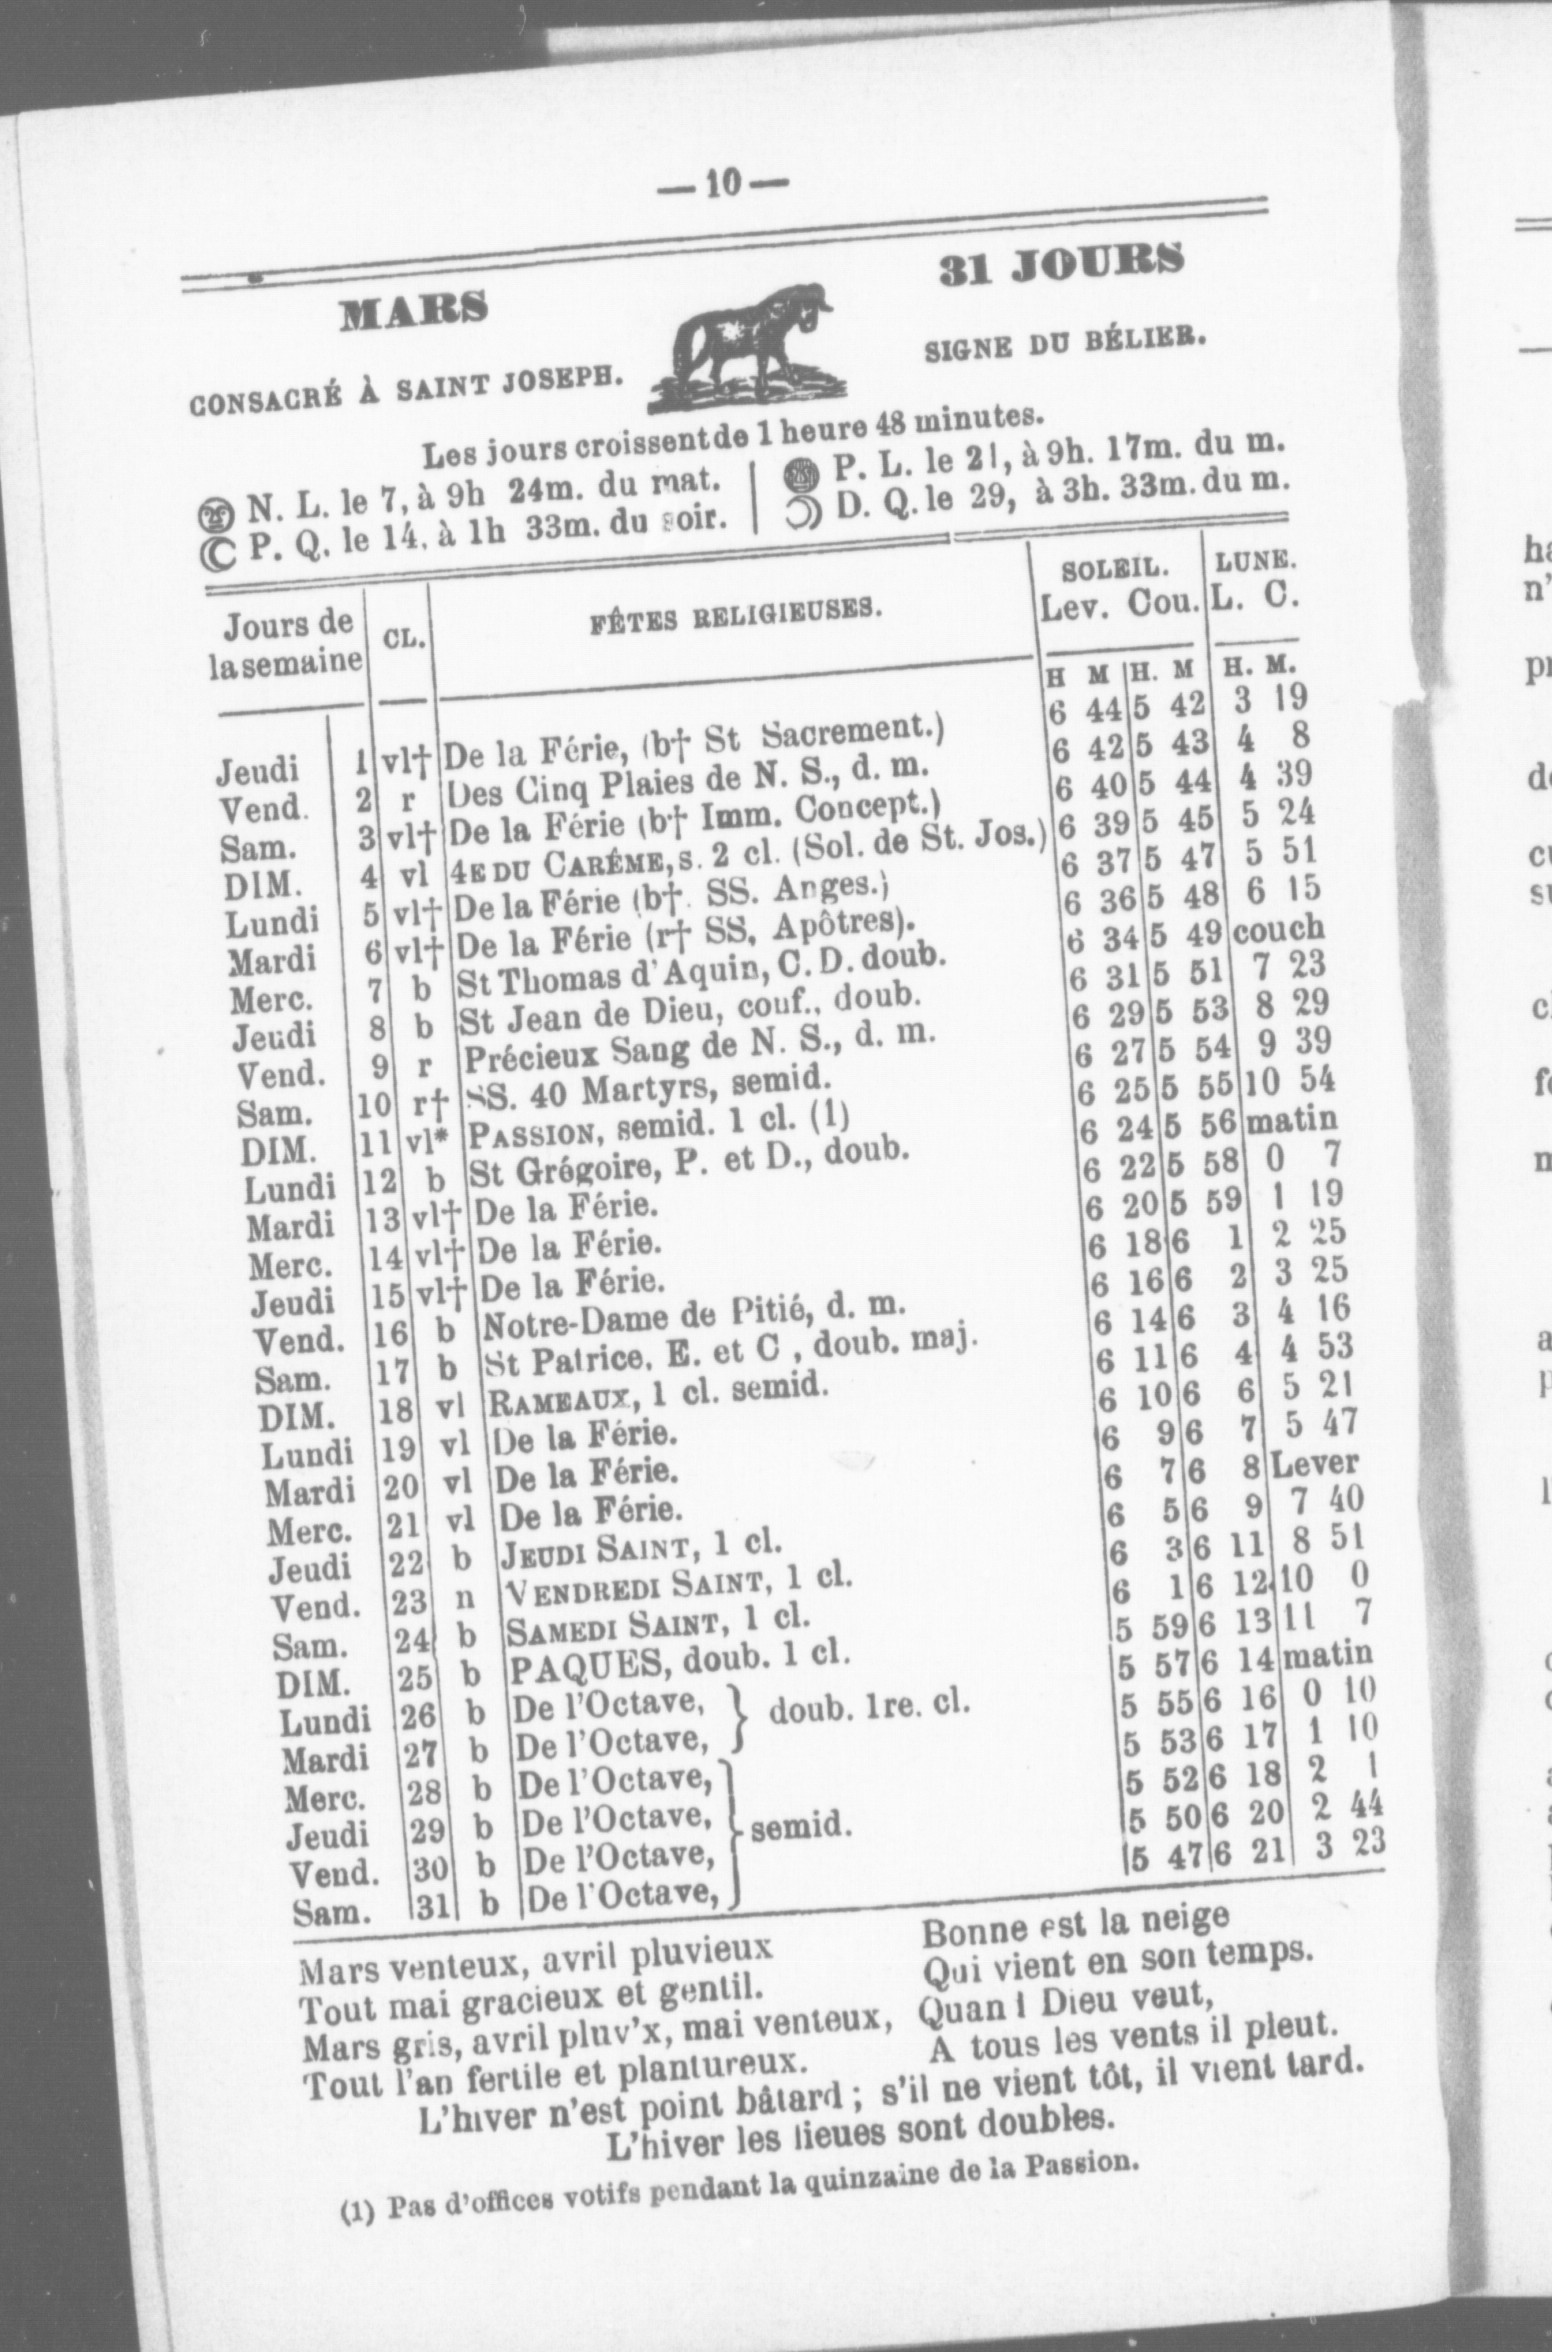 — 10 —
MARS
31 JOURS
CONSACRÉ À SAINT JOSEPH.
SIGNE DU BÉLIER.
Les jours croissent de 1 heure 48 minutes.
N. L. le 7, à 9h 24m. du mat.
P. Q. le 14, à 1h 33m. du soir.
P. L. le 21, à 9h. 17m. du m.
D. Q. le 29, à 3h. 33m. du m.
Jours de la semaine CL. FÊTES RELIGIEUSES. SOLEIL. LUNE.
Lev. Cou. L. C.
H M H. M H. M.
Jeudi 1 vl† De la Férie, (b† St Sacrement.) 6 44 5 42 3 19
Vend. 2 r Des Cinq Plaies de N. S., d. m. 6 42 5 43 4 8
Sam. 3 vl† De la Férie (b† Imm. Concept.) 6 40 5 44 4 39
DIM. 4 vl 4E DU CARÊME, s. 2 cl. (Sol. de St. Jos.) 6 39 5 45 5 24
Lundi 5 vl† De la Férie (b†. SS. Anges.) 6 37 5 47 5 51
Mardi 6 vl† De la Férie (r† SS, Apôtres). 6 36 5 48 6 15
Merc. 7 b St Thomas d'Aquin, C. D. doub. 6 34 5 49 couch
Jeudi 8 b St Jean de Dieu, couf., doub. 6 31 5 51 7 23
Vend. 9 r Précieux Sang de N. S., d. m. 6 29 5 53 8 29
Sam. 10 r† SS. 40 Martyrs, semid. 6 27 5 54 9 39
DIM. 11 vl* PASSION, semid. 1 cl. (1) 6 25 5 55 10 54
Lundi 12 b St Grégoire, P. et D., doub. 6 24 5 56 matin
Mardi 13 vl† De la Férie. 6 22 5 58 0 7
Merc. 14 vl† De la Férie. 6 20 5 59 1 19
Jeudi 15 vl† De la Férie. 6 18 6 1 2 25
Vend. 16 b Notre-Dame de Pitié, d. m. 6 16 6 2 3 25
Sam. 17 b St Patrice, E. et C , doub. maj. 6 14 6 3 4 16
DIM. 18 vl RAMEAUX, 1 cl. semid. 6 11 6 4 4 53
Lundi 19 vl De la Férie. 6 10 6 6 5 21
Mardi 20 vl De la Férie. 6 9 6 7 5 47
Merc. 21 vl De la Férie. 6 7 6 8 Lever
Jeudi 22 b JEUDI SAINT, 1 cl. 6 5 6 9 7 40
Vend. 23 n VENDREDI SAINT, 1 cl. 6 3 6 11 8 51
Sam. 24 b SAMEDI SAINT, 1 cl. 6 1 6 12 10 0
DIM. 25 b PAQUES, doub. 1 cl. 5 59 6 13 11 7
Lundi 26 b De l'Octave, } doub. 1re. cl. 5 57 6 14 matin
Mardi 27 b De l'Octave, 5 55 6 16 0 10
Merc. 28 b De l'Octave, 5 53 6 17 1 10
Jeudi 29 b De l'Octave, } semid. 5 52 6 18 2 1
Vend. 30 b De l'Octave, 5 50 6 20 2 44
Sam. 31 b De l'Octave, 5 47 6 21 3 23
Mars venteux, avril pluvieux
Tout mai gracieux et gentil.
Mars gris, avril pluv'x, mai venteux,
Tout l'an fertile et plantureux.
Bonne est la neige
Qui vient en son temps.
Quand Dieu veut,
A tous les vents il pleut.
L'hiver n'est point bâtard ; s'il ne vient tôt, il vient tard.
L'hiver les lieues sont doubles.
(1) Pas d'offices votifs pendant la quinzaine de la Passion.